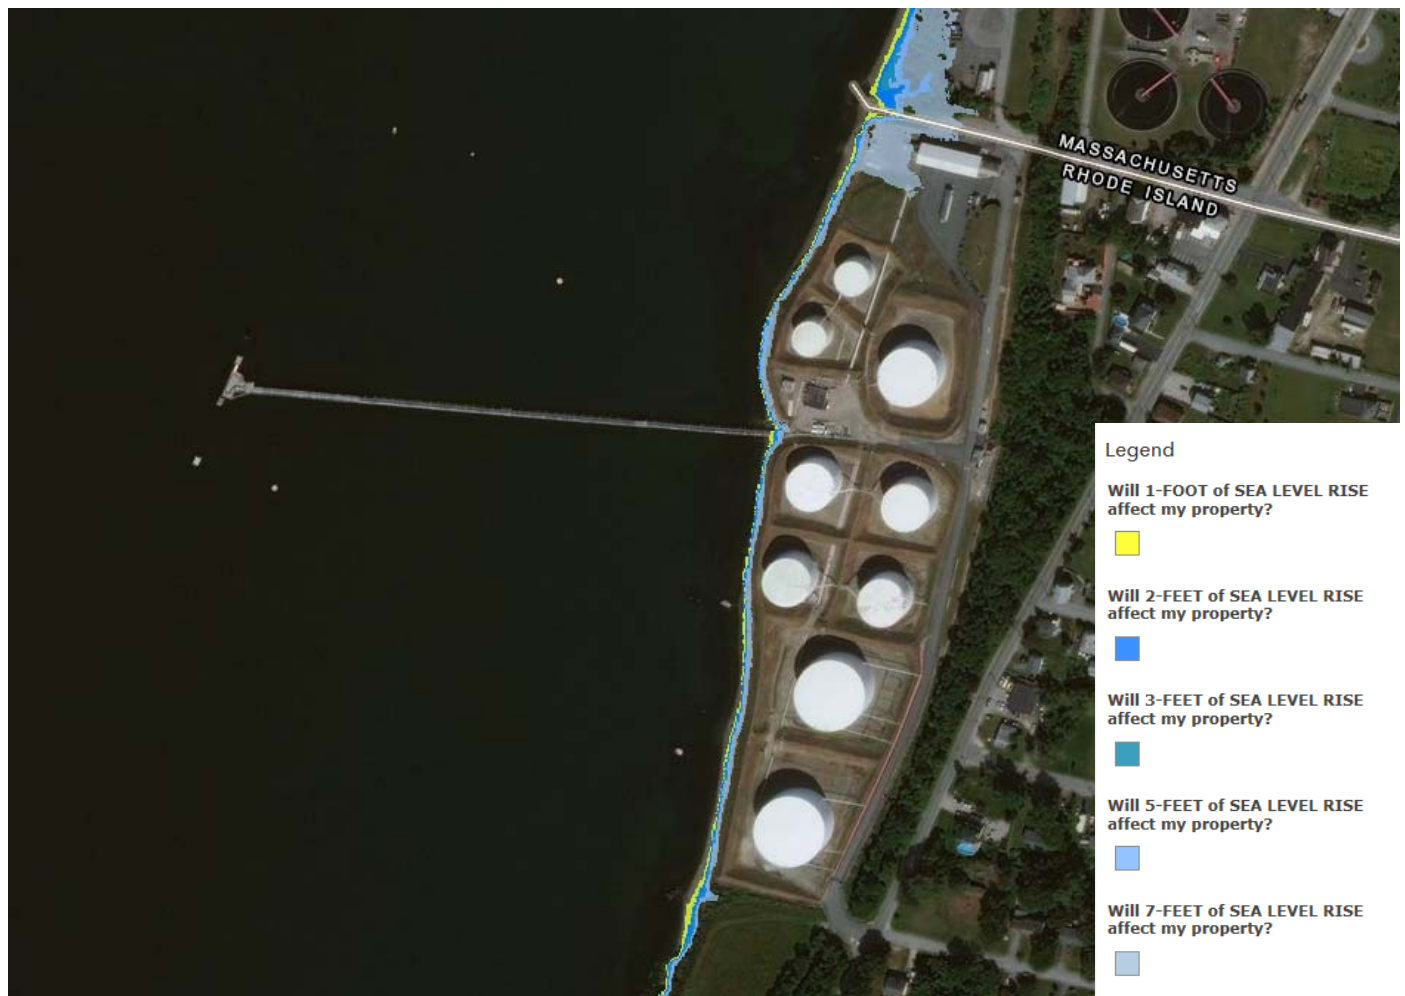 MASSACHUSETTS
RHODE ISLAND
Legend
Will 1-FOOT of SEA LEVEL RISE
affect my property?
Will 2-FEET of SEA LEVEL RISE
affect my property?
Will 3-FEET of SEA LEVEL RISE
affect my property?
Will 5-FEET of SEA LEVEL RISE
affect my property?
Will 7-FEET of SEA LEVEL RISE
affect my property?